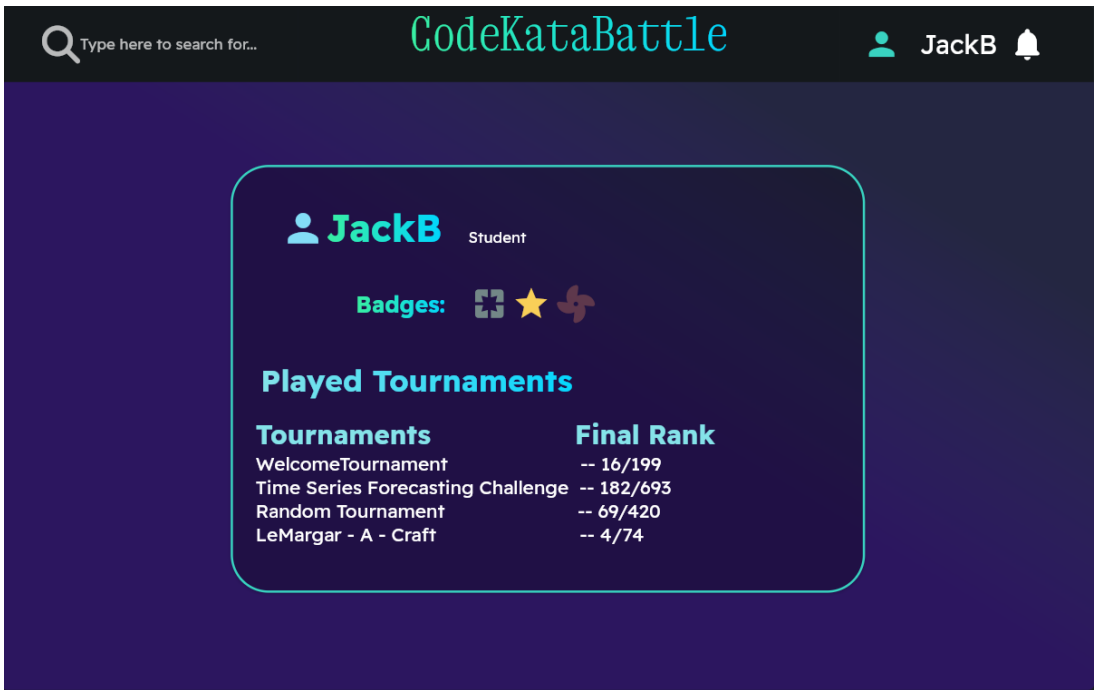 Type here to search for...
CodeKataBattle
JackB
JackB
Student
Badges:
Played Tournaments
Tournaments Final Rank
WelcomeTournament -- 16/199
Time Series Forecasting Challenge -- 182/693
Random Tournament -- 69/420
LeMargar - A - Craft -- 4/74